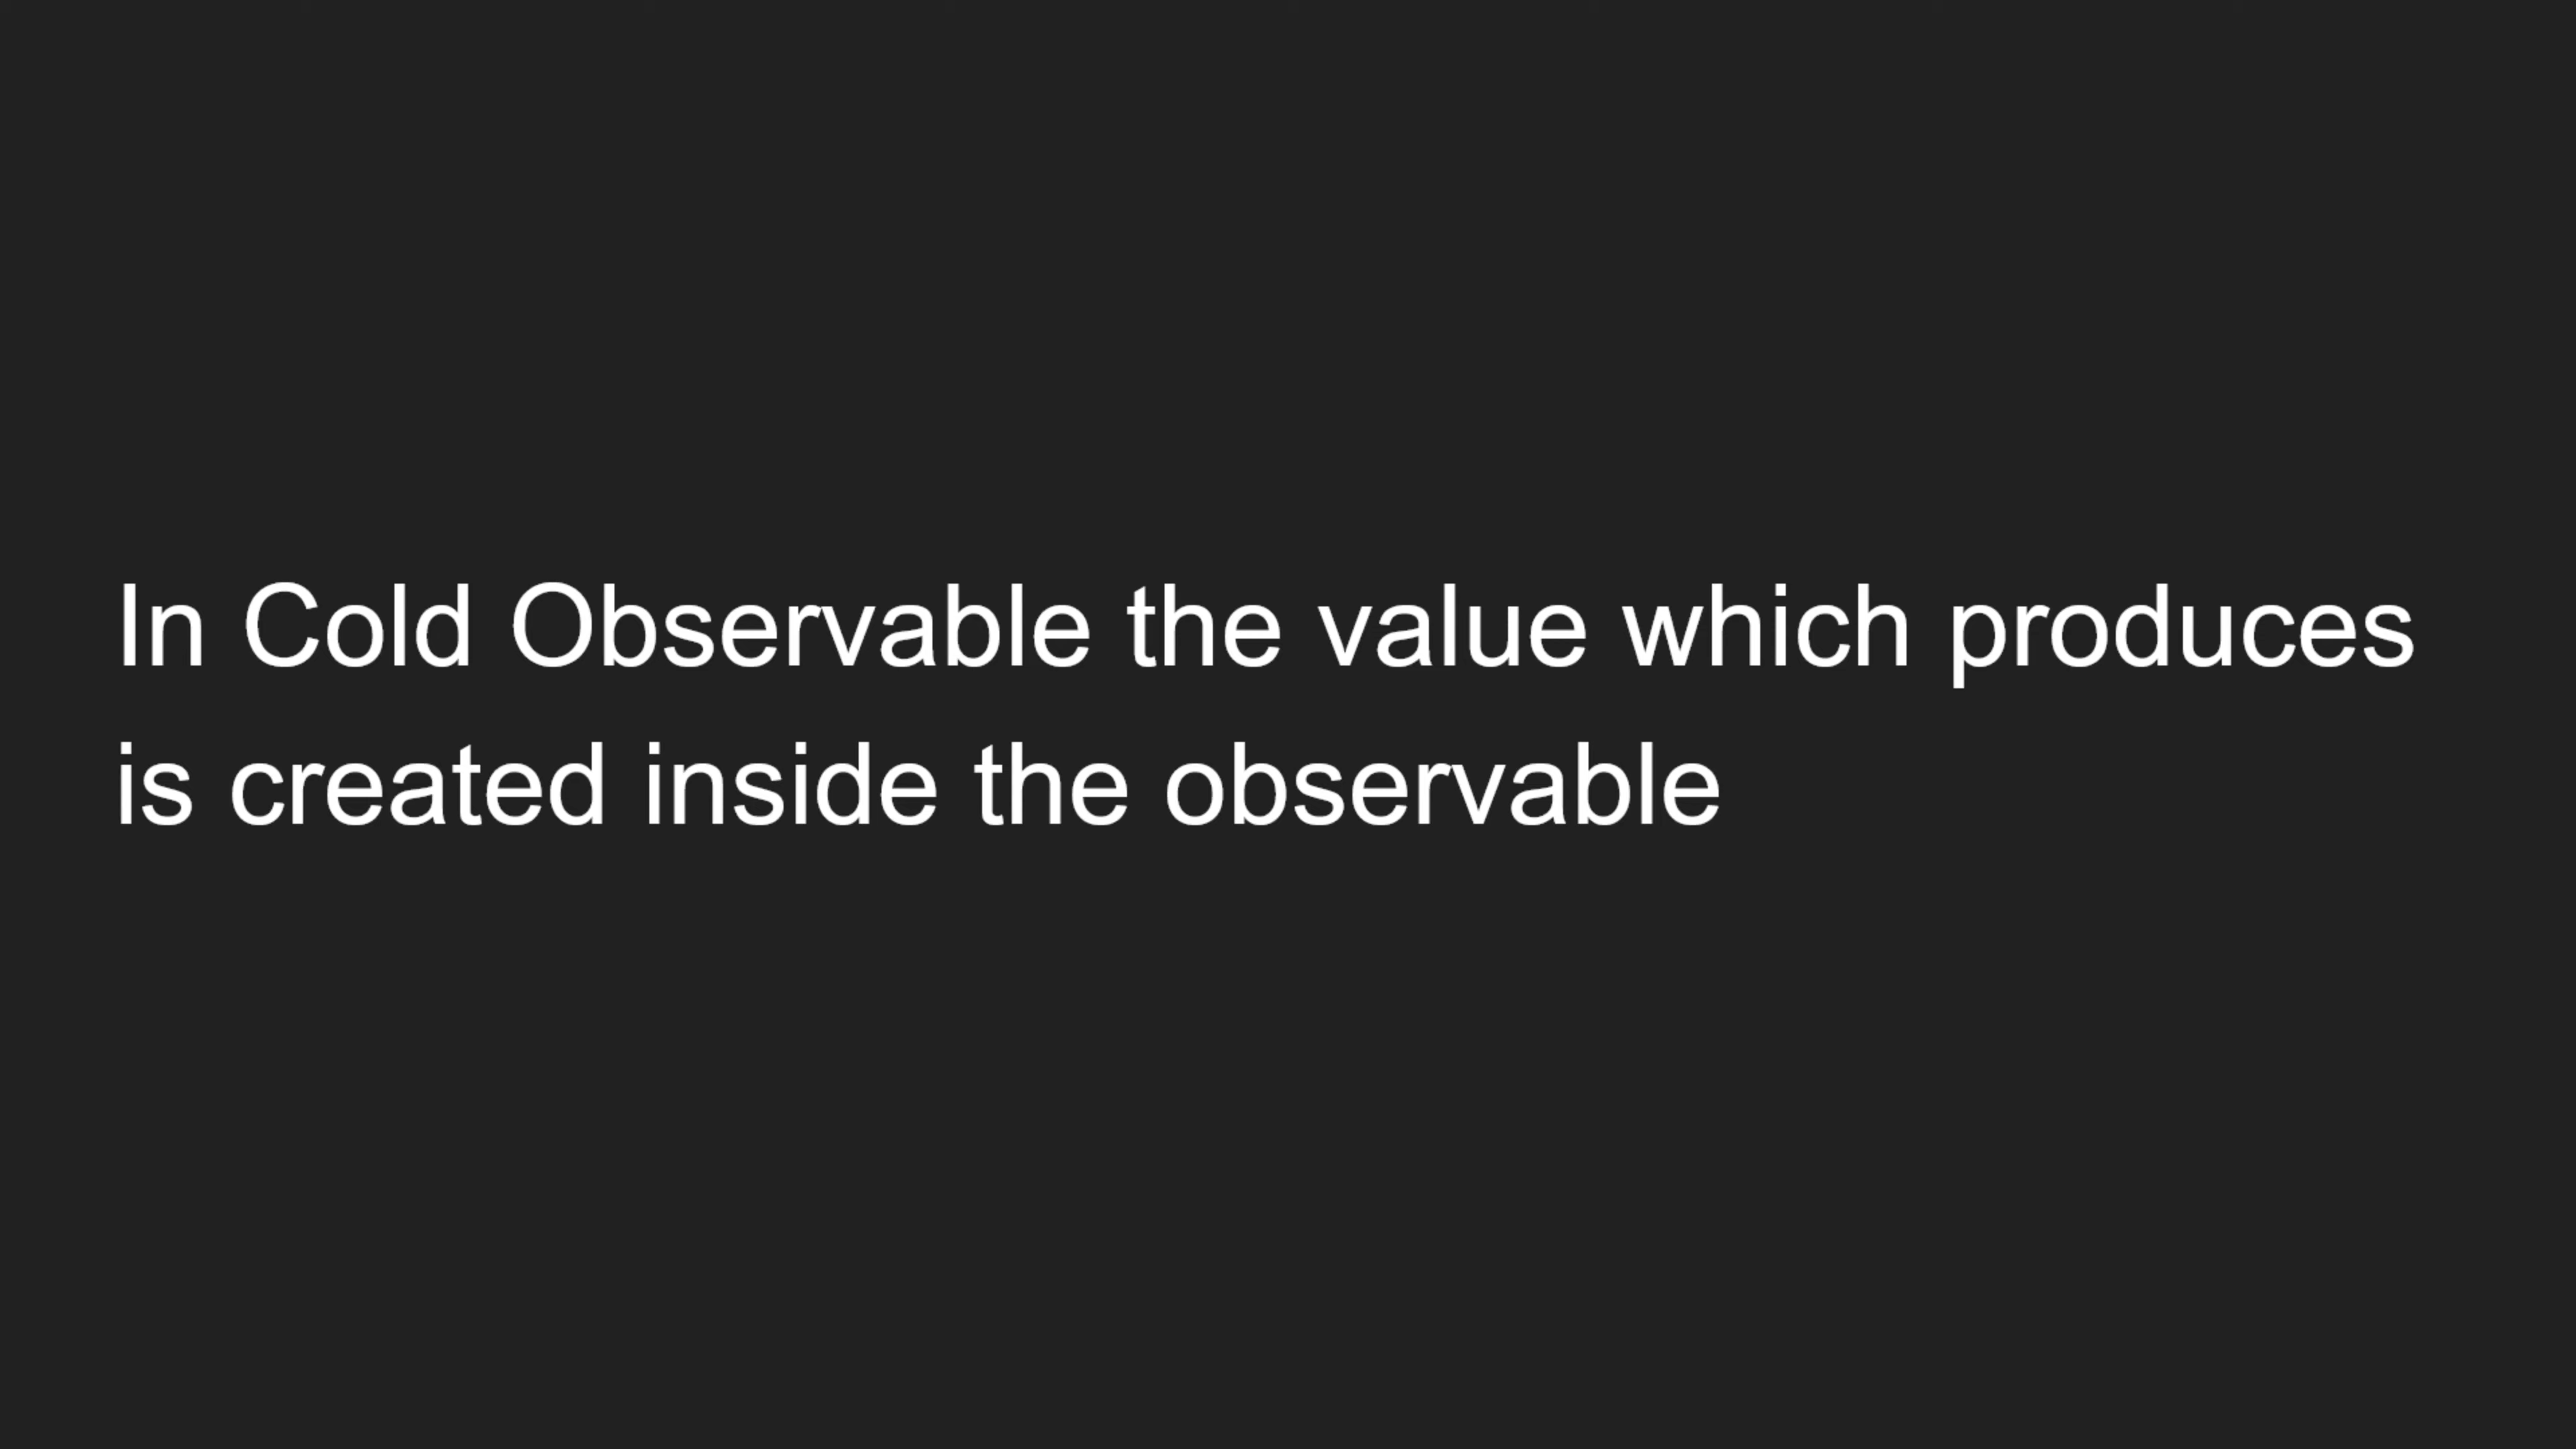 In Cold Observable the value which produces
is created inside the observable